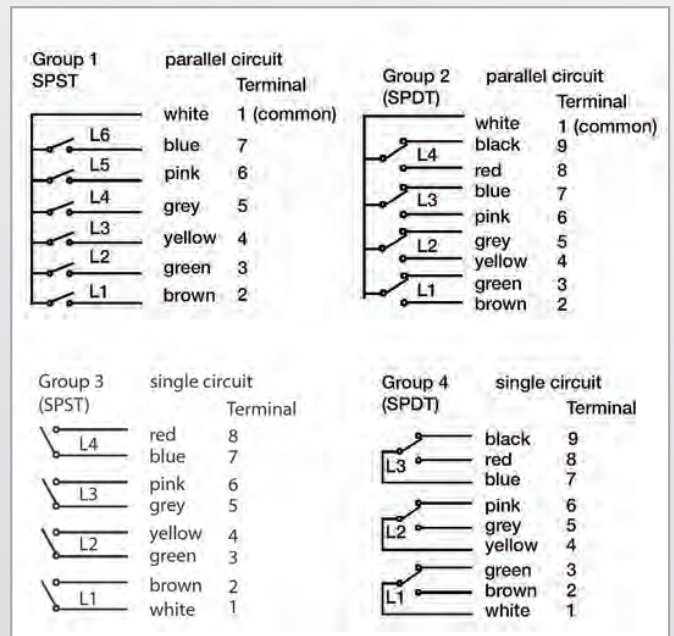 Group 1 parallel circuit
SPST Terminal
white 1 (common)
L6 blue 7
L5 pink 6
L4 grey 5
L3 yellow 4
L2 green 3
L1 brown 2
Group 2 parallel circuit
(SPDT) Terminal
white 1 (common)
black 9
L4
red 8
blue 7
L3
pink 6
grey 5
L2
yellow 4
green 3
L1
brown 2
Group 3 single circuit
(SPST) Terminal
red 8
L4
blue 7
pink 6
L3
grey 5
yellow 4
L2
green 3
brown 2
L1
white 1
Group 4 single circuit
(SPDT) Terminal
black 9
L3 red 8
blue 7
pink 6
L2 grey 5
yellow 4
green 3
L1 brown 2
white 1